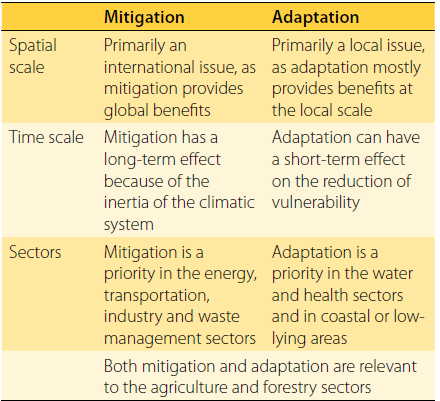 Mitigation Adaptation
Spatial scale
Primarily an international issue, as mitigation provides global benefits
Primarily a local issue, as adaptation mostly provides benefits at the local scale
Time scale
Mitigation has a long-term effect because of the inertia of the climatic system
Adaptation can have a short-term effect on the reduction of vulnerability
Sectors
Mitigation is a priority in the energy, transportation, industry and waste management sectors
Adaptation is a priority in the water and health sectors and in coastal or low-lying areas
Both mitigation and adaptation are relevant to the agriculture and forestry sectors